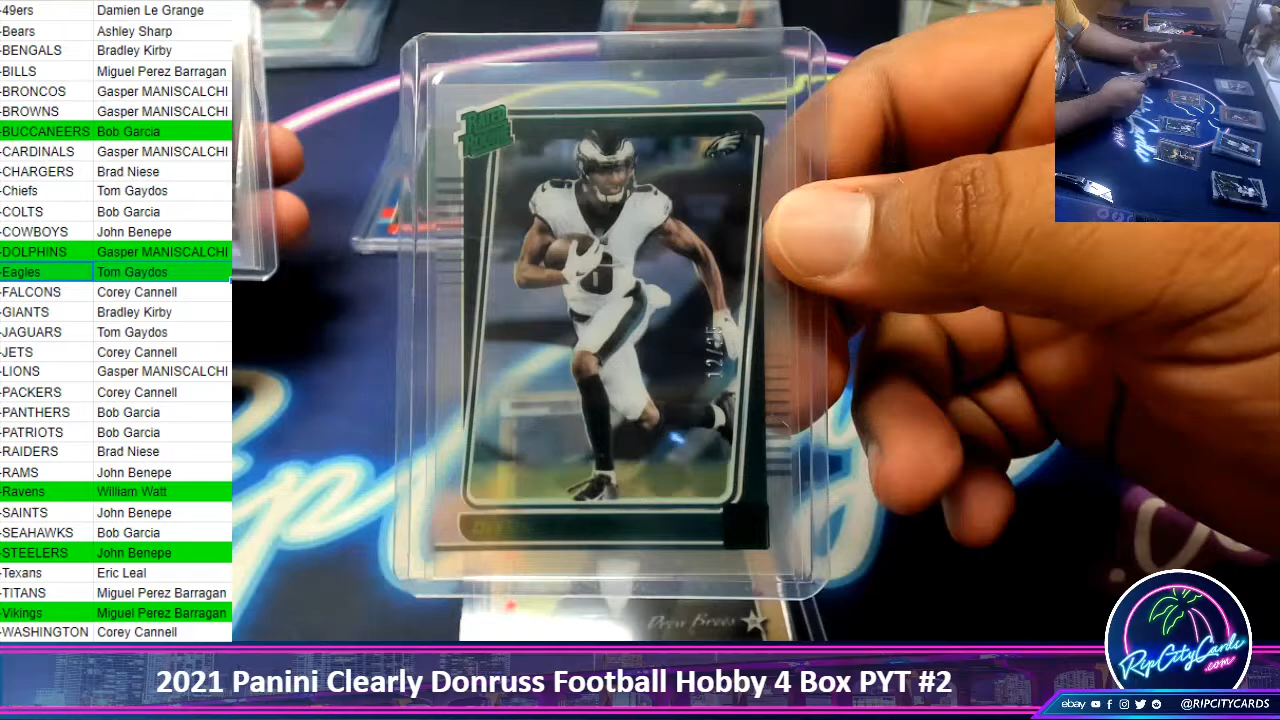 -49ers Damien Le Grange
-Bears Ashley Sharp
-BENGALS Bradley Kirby
-BILLS Miguel Perez Barragan
-BRONCOS Gasper MANISCALCHI
-BROWNS Gasper MANISCALCHI
-BUCCANEERS Bob Garcia
-CARDINALS Gasper MANISCALCHI
-CHARGERS Brad Niese
-Chiefs Tom Gaydos
-COLTS Bob Garcia
-COWBOYS John Benepe
-DOLPHINS Gasper MANISCALCHI
-Eagles Tom Gaydos
-FALCONS Corey Cannell
-GIANTS Bradley Kirby
-JAGUARS Tom Gaydos
-JETS Corey Cannell
-LIONS Gasper MANISCALCHI
-PACKERS Corey Cannell
-PANTHERS Bob Garcia
-PATRIOTS Bob Garcia
-RAIDERS Brad Niese
-RAMS John Benepe
-Ravens William Watt
-SAINTS John Benepe
-SEAHAWKS Bob Garcia
-STEELERS John Benepe
-Texans Eric Leal
-TITANS Miguel Perez Barragan
-Vikings Miguel Perez Barragan
-WASHINGTON Corey Cannell
RATED
ROOKIE
12/25
Drew Brees
RipCityCards
.com
2021 Panini Clearly Donruss Football Hobby 4 Box PYT #2
ebay @RIPCITYCARDS